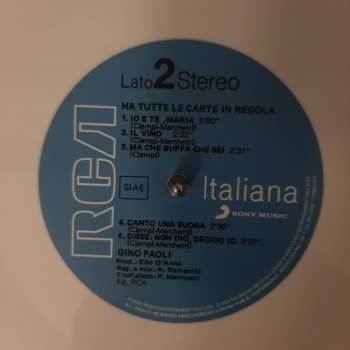 Lato 2 Stereo
HA TUTTE LE CARTE IN REGOLA
1. IO E TE, MARIA 5'00"
(Ciampi-Marchetti)
2. IL VINO 2'22"
(Ciampi-Marchetti)
3. MA CHE BUFFA CHE SEI 2'31"
(Ciampi)
RCA
SIAE
Italiana
SONY MUSIC
4. CANTO UNA SUORA 2'30"
(Ciampi-Marchetti)
5. DISSE: NON DIO, DECIDO IO 2'57"
(Ciampi-Marchetti)
GINO PAOLI
Prod.: Elio D'Anna
Reg. e mix: A.
Trasf. disco: P.
Ed. RCA